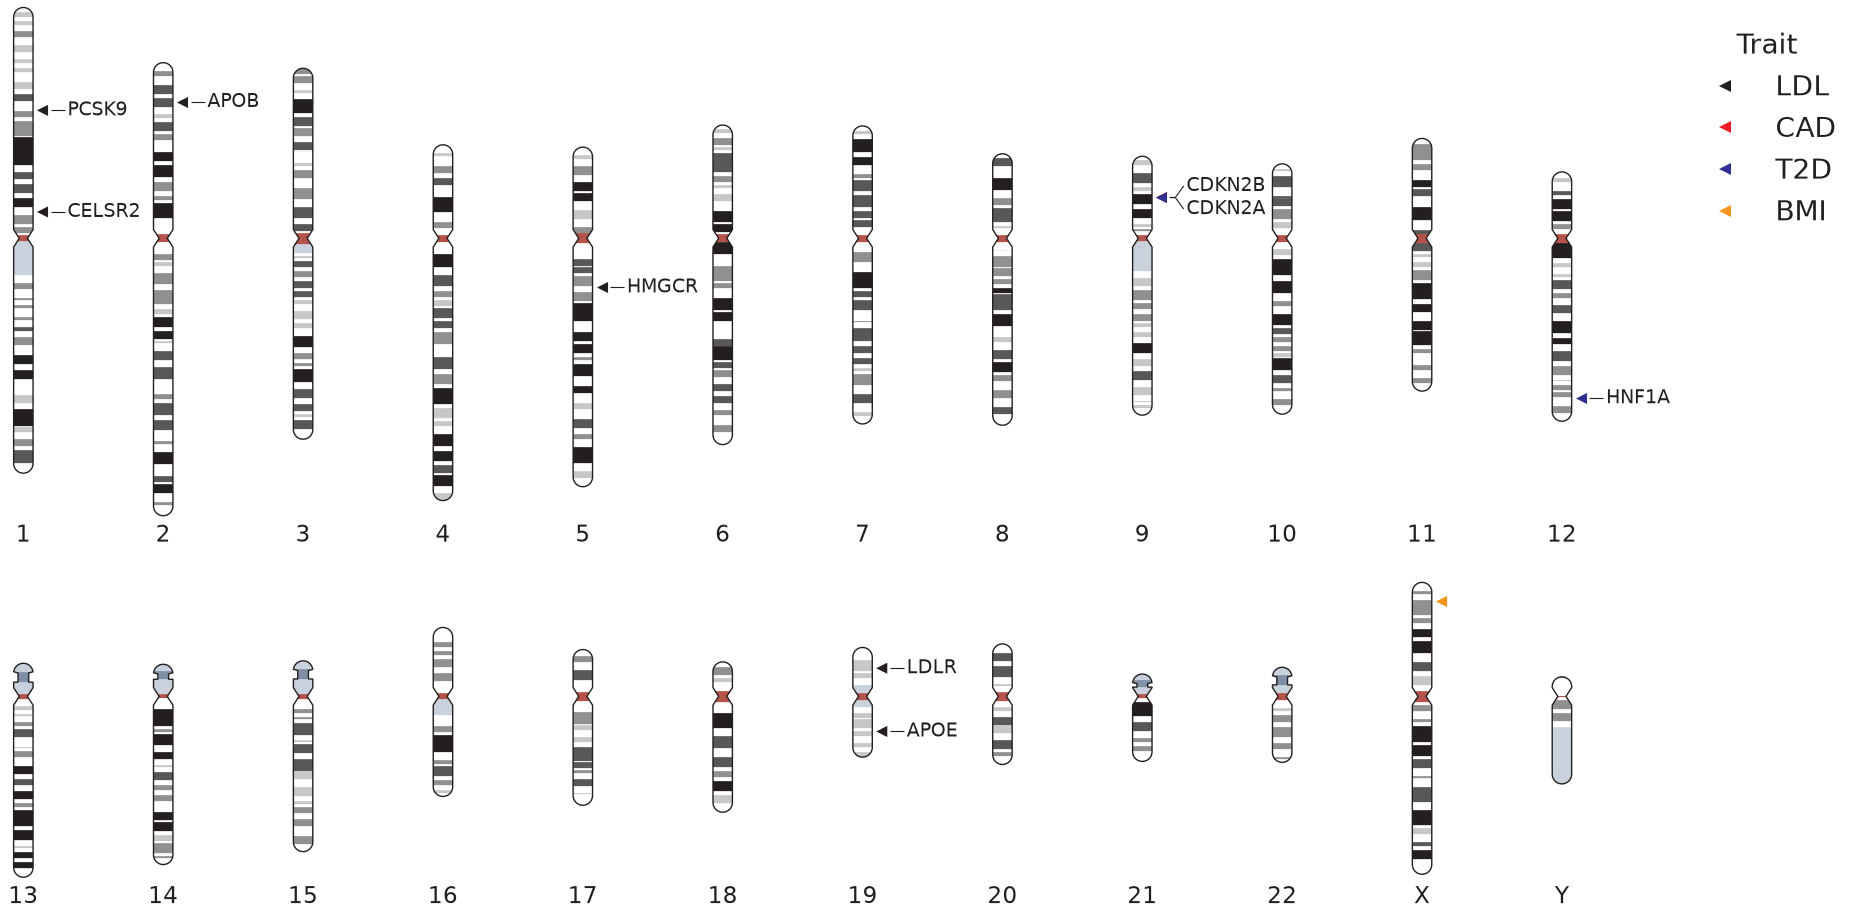 Trait
LDL
CAD
T2D
BMI
PCSK9
APOB
CELSR2
CDKN2B
CDKN2A
HMGCR
HNF1A
1 2 3 4 5 6 7 8 9 10 11 12
LDLR
APOE
13 14 15 16 17 18 19 20 21 22 X Y